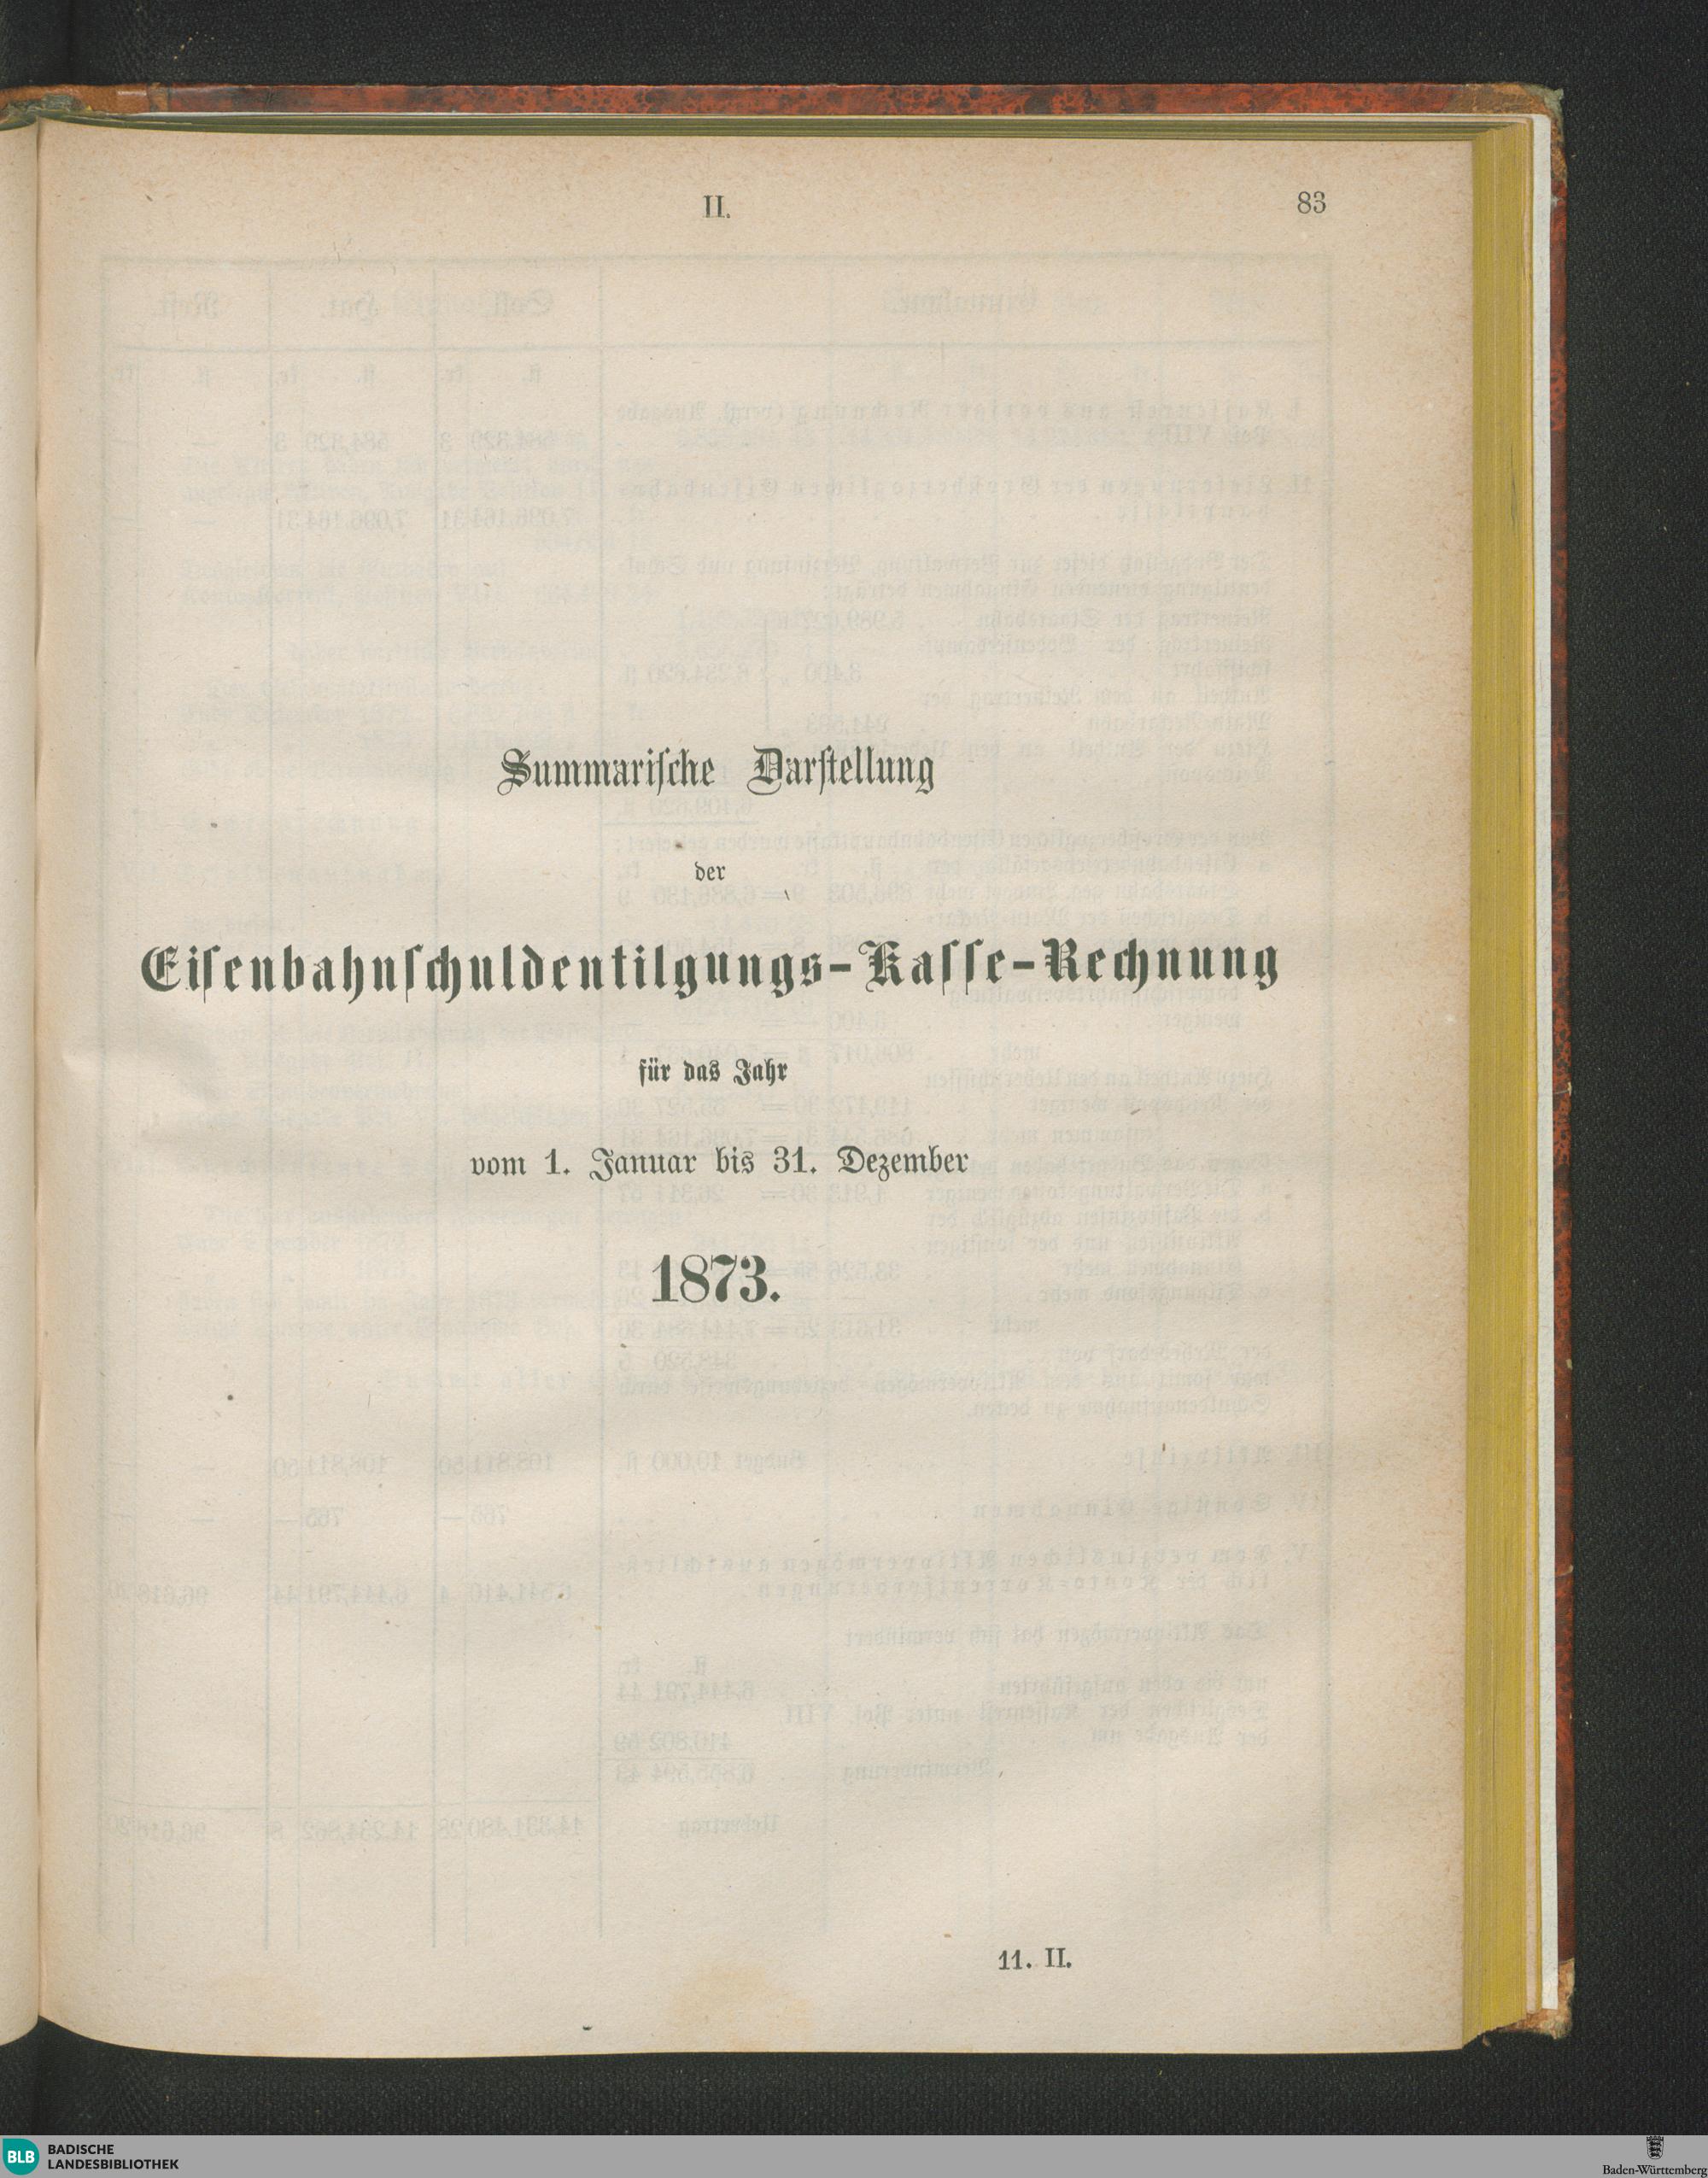 II.
83
Summarische Darstellung
der
Eisenbahnschuldentilgungs-Kasse-Rechnung
für das Jahr
vom 1. Januar bis 31. Dezember
1873.
11. II.
BLB
BADISCHE
LANDESBIBLIOTHEK
Baden-Württemberg